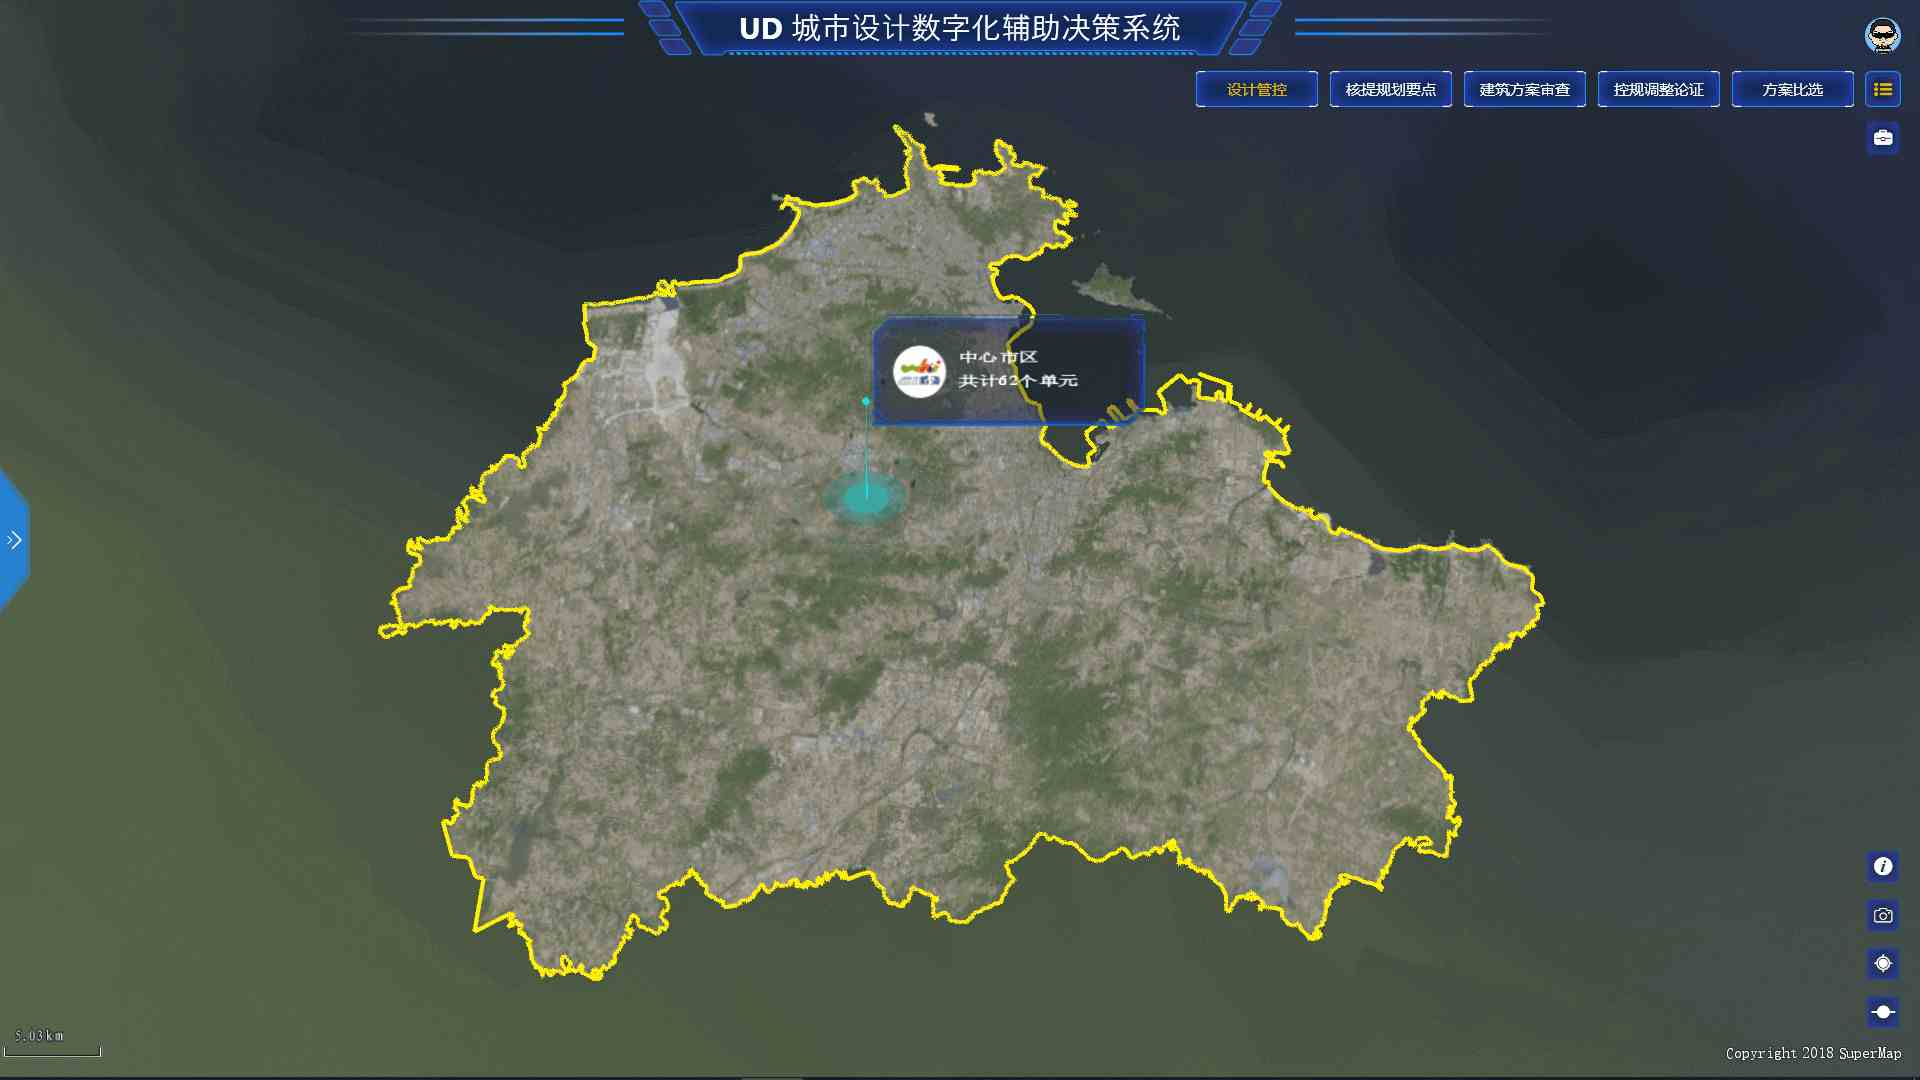 UD 城市设计数字化辅助决策系统
设计管控
核提规划要点
建筑方案审查
控规调整论证
方案比选
中心市区
共计62个单元
5.03km
Copyright 2018 SuperMap